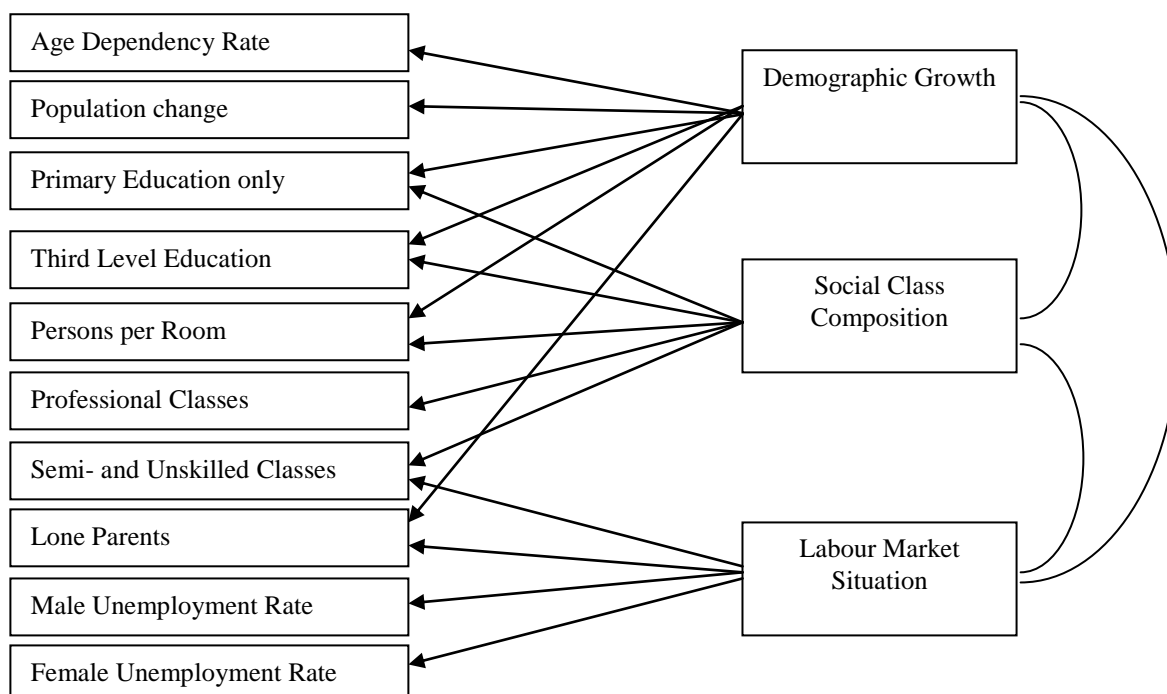 Age Dependency Rate
Population change
Primary Education only
Third Level Education
Persons per Room
Professional Classes
Semi- and Unskilled Classes
Lone Parents
Male Unemployment Rate
Female Unemployment Rate
Demographic Growth
Social Class
Composition
Labour Market
Situation